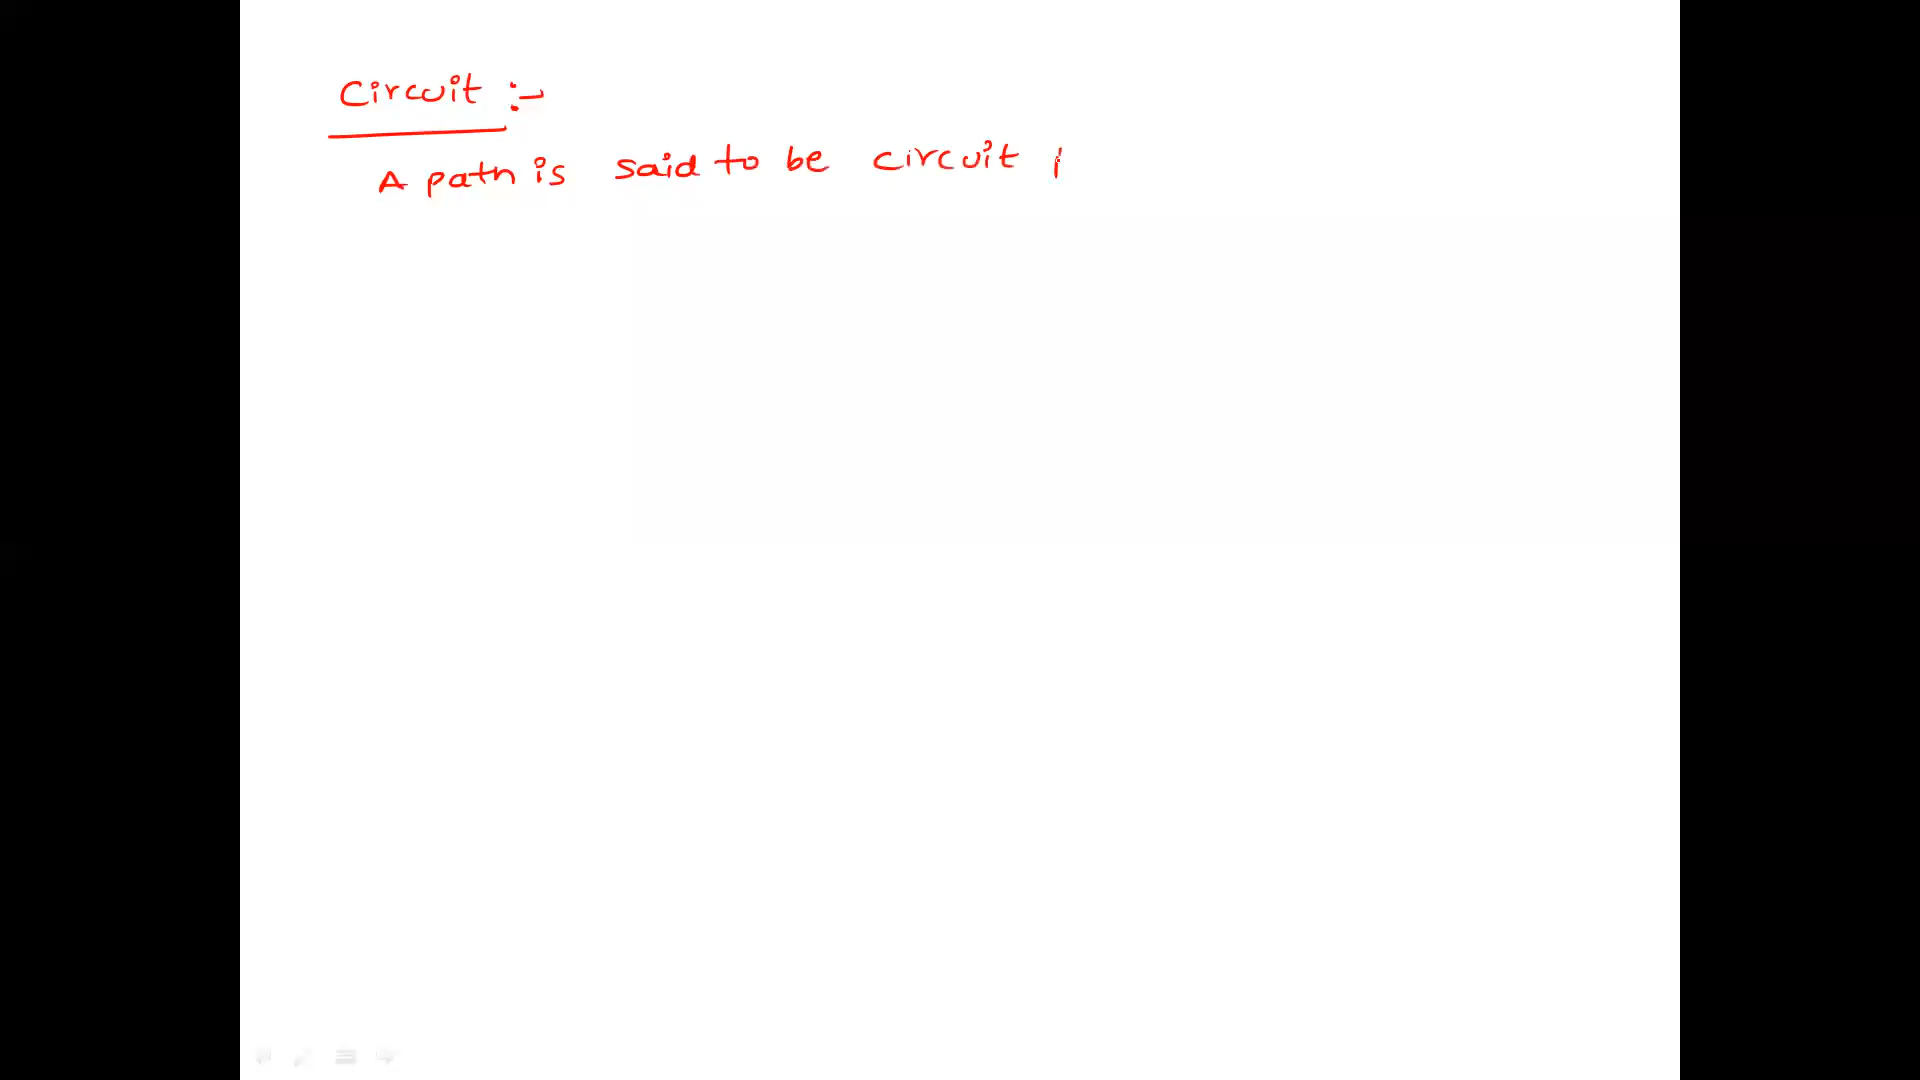 Circuit :-
A path is said to be circuit